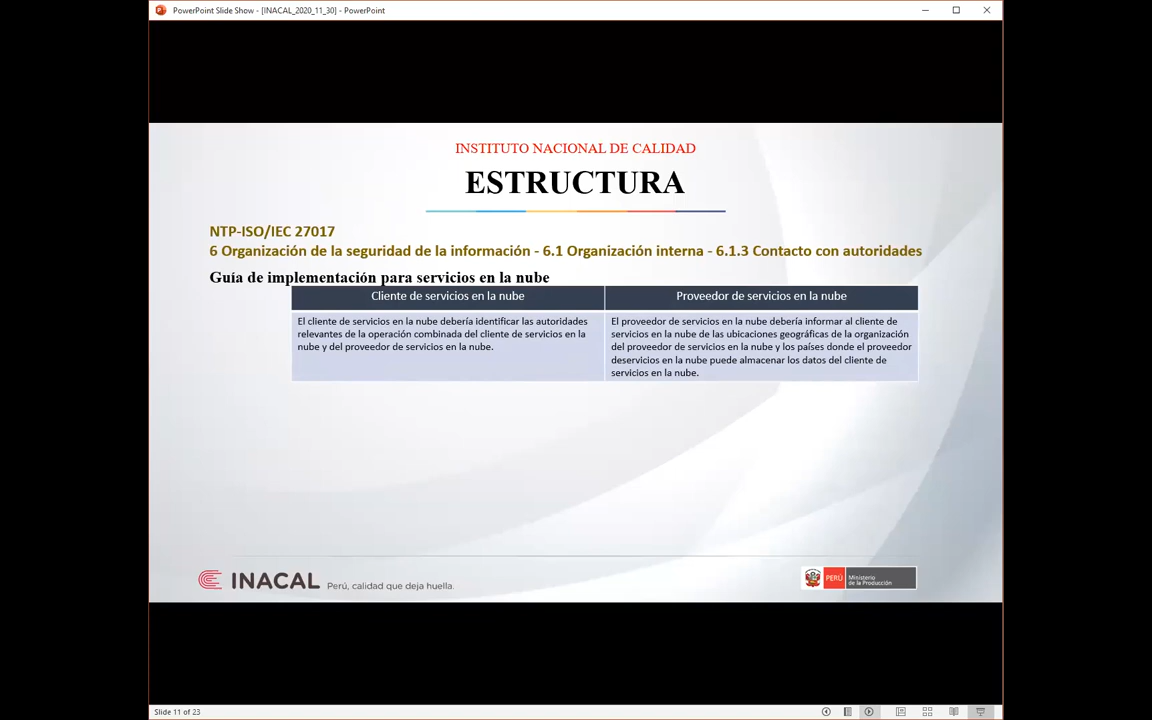 PowerPoint Slide Show - [INACAL_2020_11_30] - PowerPoint
INSTITUTO NACIONAL DE CALIDAD
ESTRUCTURA
NTP-ISO/IEC 27017
6 Organización de la seguridad de la información - 6.1 Organización interna - 6.1.3 Contacto con autoridades
Guía de implementación para servicios en la nube
Cliente de servicios en la nube
El cliente de servicios en la nube debería identificar las autoridades
relevantes de la operación combinada del cliente de servicios en la
nube y del proveedor de servicios en la nube.
Proveedor de servicios en la nube
El proveedor de servicios en la nube debería informar al cliente de
servicios en la nube de las ubicaciones geográficas de la organización
del proveedor de servicios en la nube y los países donde el proveedor
deservicios en la nube puede almacenar los datos del cliente de
servicios en la nube.
INACAL Perú, calidad que deja huella.
PERÚ
Ministerio
de la Producción
Slide 11 of 23